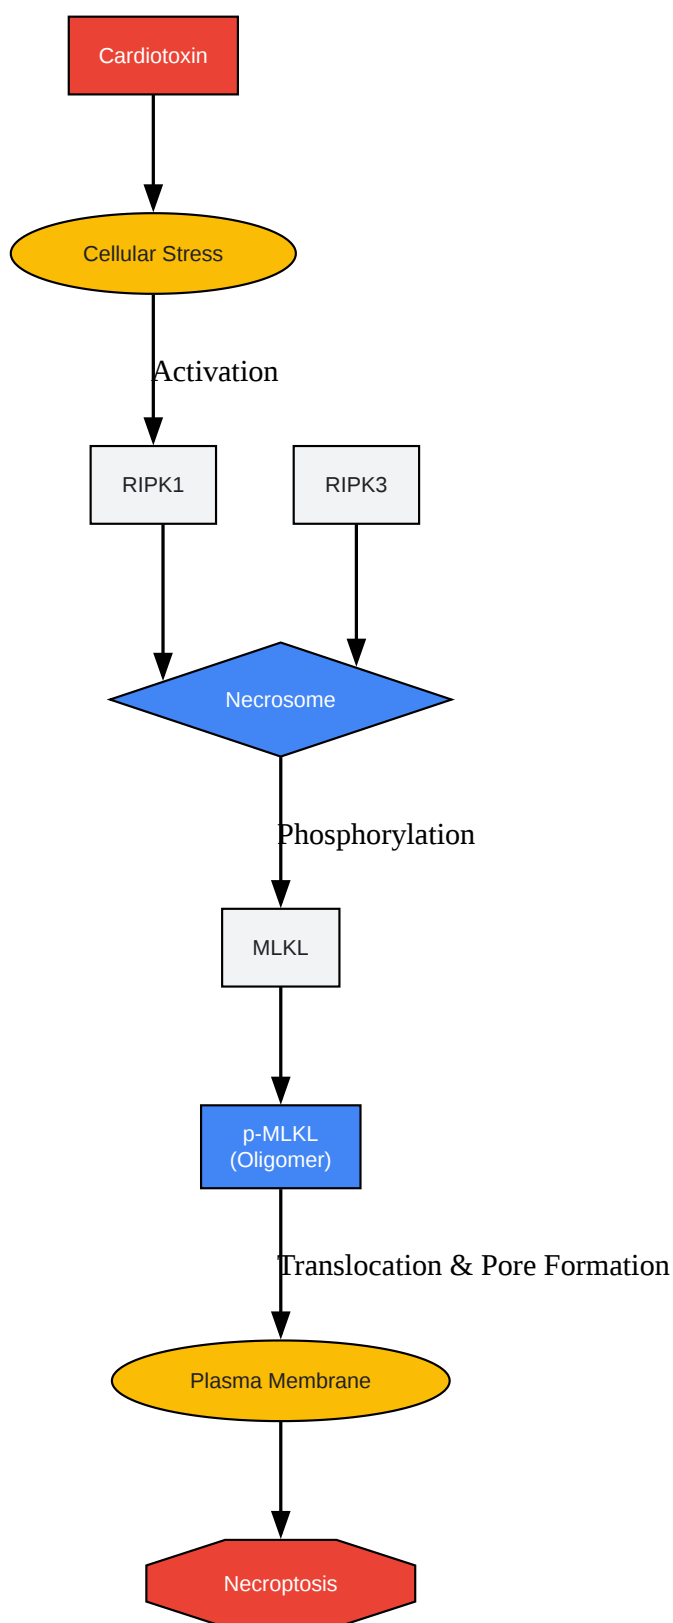 Cardiotoxin
Cellular Stress
Activation
RIPK1
RIPK3
Necrosome
Phosphorylation
MLKL
p-MLKL
(Oligomer)
Translocation & Pore Formation
Plasma Membrane
Necroptosis